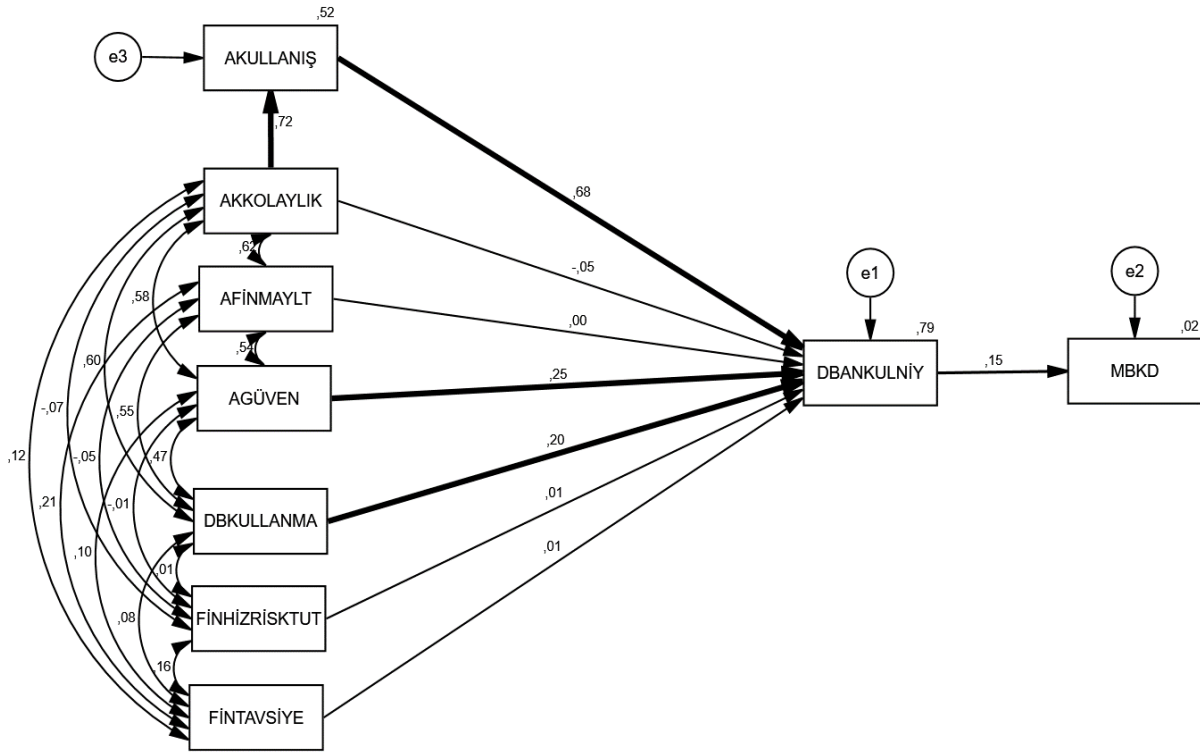 ,52
e3
AKULLANIŞ
,72
,68
AKKOLAYLIK
,62
-,05
e1
e2
,58
AFİNMAYLT
,00
,79
,02
,54
DBANKULNİY
,15
MBKD
,60
AGÜVEN
,25
-,07
,55
,20
,12
-,05
,47
,21
-,01
DBKULLANMA
,01
,10
,01
,01
,08
FİNHİZRİSKTUT
,16
FİNTAVSİYE